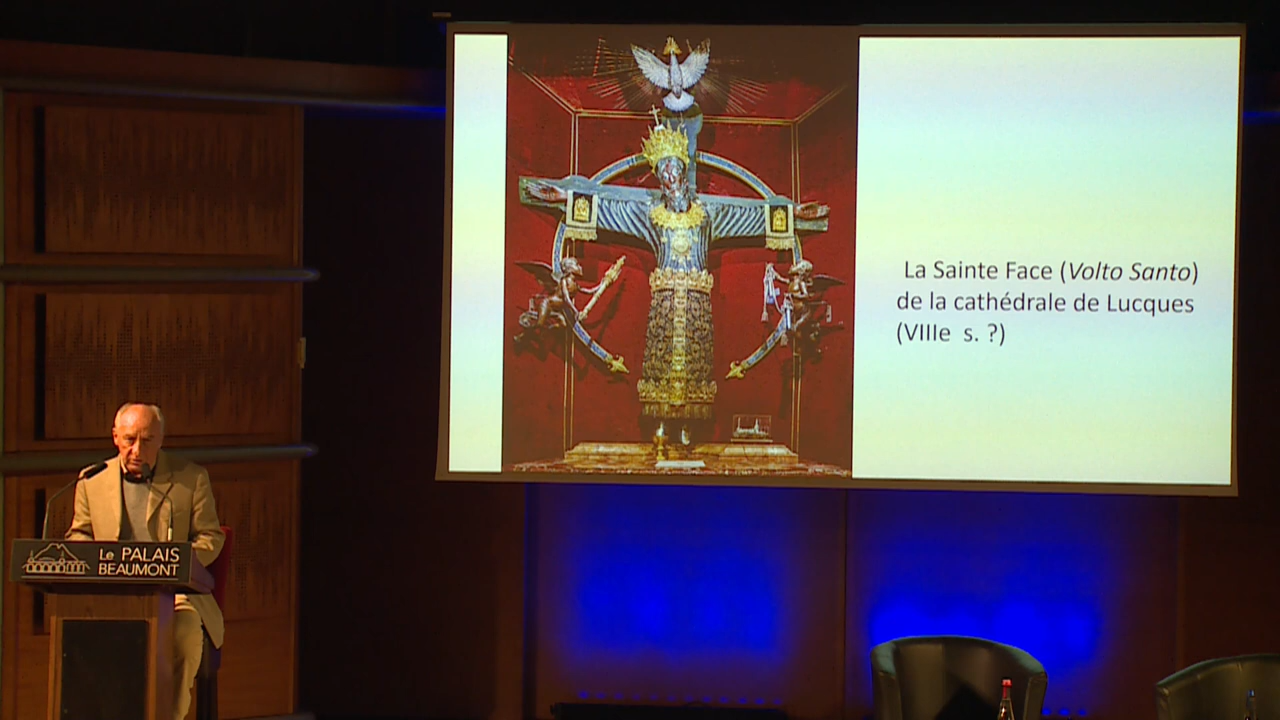 La Sainte Face (Volto Santo)
de la cathédrale de Lucques
(VIIIe s. ?)
Le PALAIS
BEAUMONT